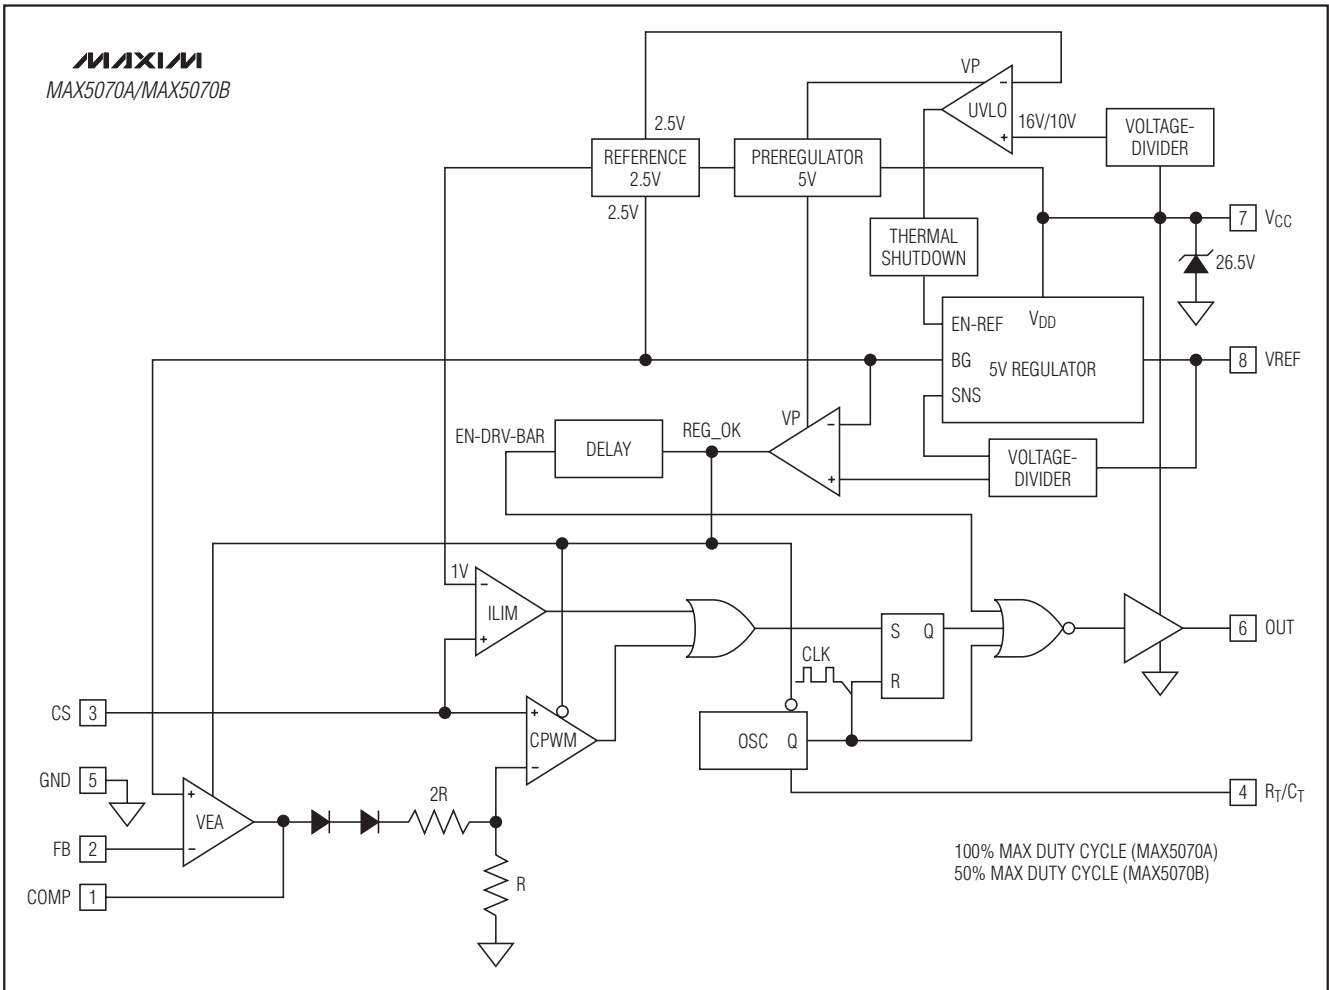 MAXIM
MAX5070A/MAX5070B
VP
−
UVLO
+
16V/10V
VOLTAGE-
DIVIDER
2.5V
REFERENCE
2.5V
PREREGULATOR
5V
2.5V
7
VCC
THERMAL
SHUTDOWN
26.5V
EN-REF
VDD
BG
5V REGULATOR
SNS
8
VREF
VP
−
+
EN-DRV-BAR
DELAY
REG_OK
VOLTAGE-
DIVIDER
1V
−
ILIM
+
S
Q
R
CLK
6
OUT
CS
3
+
CPWM
−
OSC
Q
GND
5
4
RT/CT
+
VEA
−
2R
FB
2
R
COMP
1
100% MAX DUTY CYCLE (MAX5070A)
50% MAX DUTY CYCLE (MAX5070B)